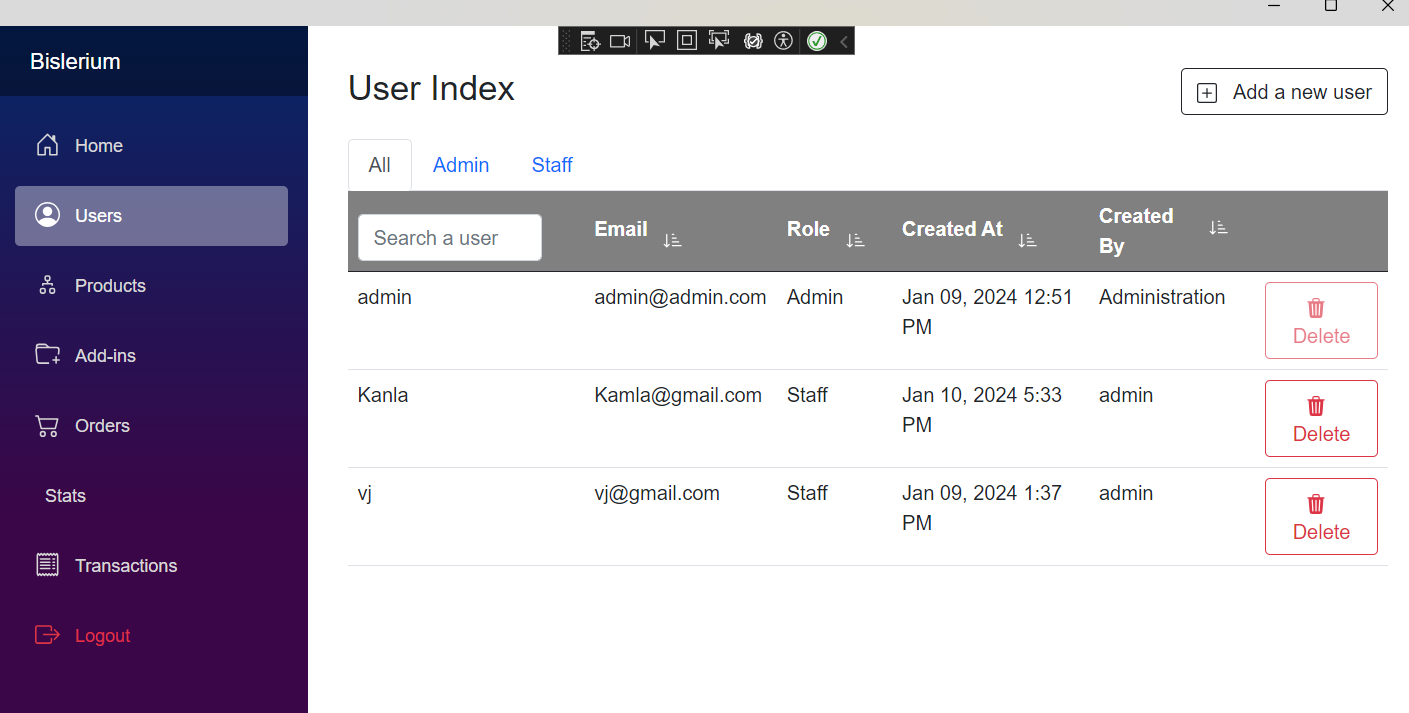 Bislerium
Home
Users
Products
Add-ins
Orders
Stats
Transactions
Logout
User Index
Add a new user
All Admin Staff
Search a user Email Role Created At Created
By
admin admin@admin.com Admin Jan 09, 2024 12:51 Administration
PM
Delete
Kanla Kamla@gmail.com Staff Jan 10, 2024 5:33 admin
PM
Delete
vj vj@gmail.com Staff Jan 09, 2024 1:37 admin
PM
Delete